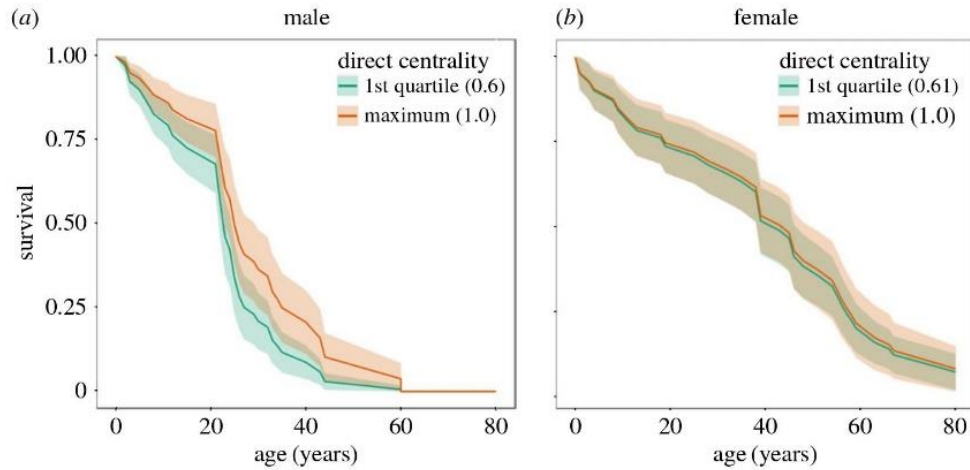 (a) male
direct centrality
1st quartile (0.6)
maximum (1.0)
1.00
0.75
0.50
0.25
0
survival
0 20 40 60 80
age (years)
(b) female
direct centrality
1st quartile (0.61)
maximum (1.0)
0 20 40 60 80
age (years)